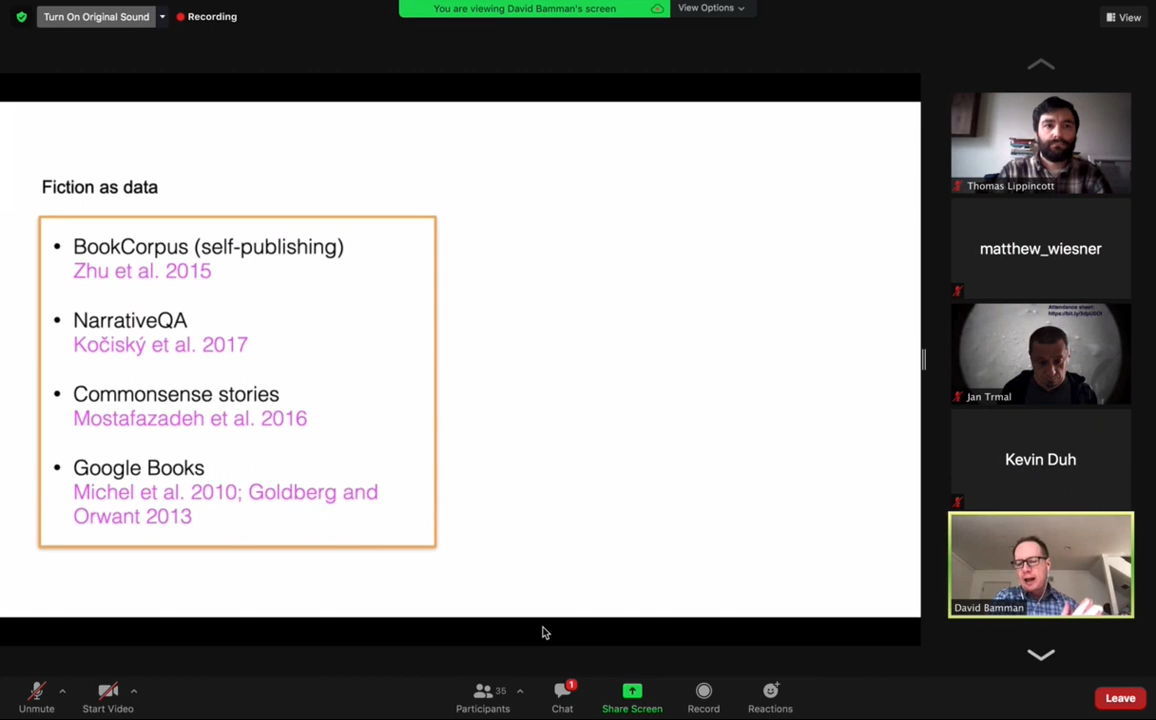 Turn On Original Sound
Recording
You are viewing David Bamman's screen
View Options
View
Fiction as data
• BookCorpus (self-publishing)
Zhu et al. 2015
• NarrativeQA
Kočiský et al. 2017
• Commonsense stories
Mostafazadeh et al. 2016
• Google Books
Michel et al. 2010; Goldberg and
Orwant 2013
Thomas Lippincott
matthew_wiesner
Attendance sheet:
Jan Trmal
Kevin Duh
David Bamman
Unmute
Start Video
35
Participants
1
Chat
Share Screen
Record
Reactions
Leave